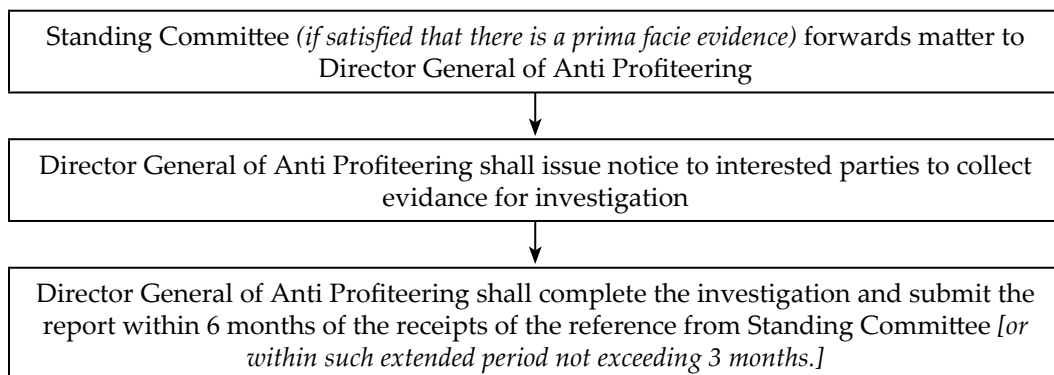 Standing Committee (if satisfied that there is a prima facie evidence) forwards matter to
Director General of Anti Profiteering
Director General of Anti Profiteering shall issue notice to interested parties to collect
evidance for investigation
Director General of Anti Profiteering shall complete the investigation and submit the
report within 6 months of the receipts of the reference from Standing Committee [or
within such extended period not exceeding 3 months.]